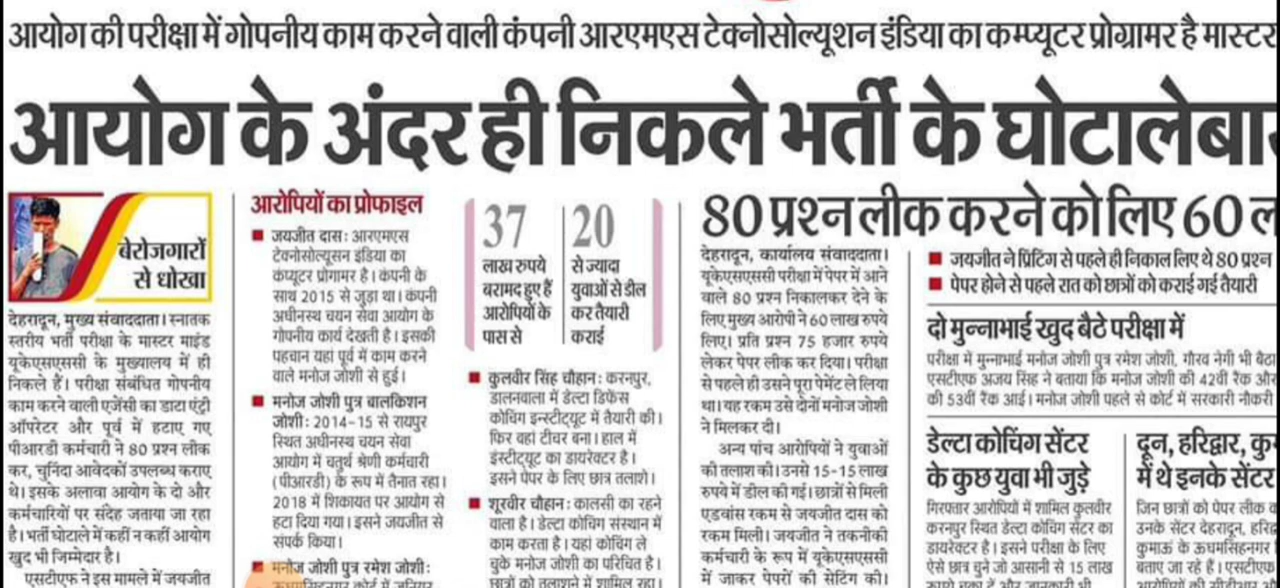 आयोग की परीक्षा में गोपनीय काम करने वाली कंपनी आरएमएस टेक्नोसोल्यूशन इंडिया का कम्प्यूटर प्रोग्रामर है मास्टर
आयोग के अंदर ही निकले भर्ती के घोटालेबा
बेरोजगारों
से धोखा
देहरादून, मुख्य संवाददाता। स्नातक
स्तरीय भर्ती परीक्षा के मास्टर माइंड
यूकेएसएससी के मुख्यालय में ही
निकले हैं। परीक्षा संबंधित गोपनीय
काम करने वाली एजेंसी का डाटा एंट्री
ऑपरेटर और पूर्व में हटाए गए
पीआरडी कर्मचारी ने 80 प्रश्न लीक
कर, चुनिंदा आवेदकों उपलब्ध कराए
थे। इसके अलावा आयोग के दो और
कर्मचारियों पर संदेह जताया जा रहा
है। भर्ती घोटाले में कहीं न कहीं आयोग
खुद भी जिम्मेदार है।
एसटीएफ ने इस मामले में जयजीत
आरोपियों का प्रोफाइल
जयजीत दास: आरएमएस
टेक्नोसोल्यूसन इंडिया का
कंप्यूटर प्रोगामर है। कंपनी के
साथ 2015 से जुड़ा था। कंपनी
अधीनस्थ चयन सेवा आयोग के
गोपनीय कार्य देखती है। इसकी
पहचान यहां पूर्व में काम करने
वाले मनोज जोशी से हुई।
मनोज जोशी पुत्र बालकिशन
जोशी: 2014-15 से रायपुर
स्थित अधीनस्थ चयन सेवा
आयोग में चतुर्थ श्रेणी कर्मचारी
(पीआरडी) के रूप में तैनात रहा।
2018 में शिकायत पर आयोग से
हटा दिया गया। इसने जयजीत से
संपर्क किया।
मनोज जोशी पुत्र रमेश जोशी:
37
लाख रुपये
बरामद हुए हैं
आरोपियों के
पास से
20
से ज्यादा
युवाओं से डील
कर तैयारी
कराई
कुलवीर सिंह चौहान: करनपुर,
डालनवाला में डेल्टा डिफेंस
कोचिंग इन्स्टीट्यूट में तैयारी की।
फिर वहां टीचर बना। हाल में
इंस्टीट्यूट का डायरेक्टर है।
इसने पेपर के लिए छात्र तलाशे।
शूरवीर चौहान: कालसी का रहने
वाला है। डेल्टा कोचिंग संस्थान में
काम करता है। यहां कोचिंग ले
चुके मनोज जोशी का परिचित है।
छात्रों को तलाशने में शामिल रहा।
80 प्रश्न लीक करने को लिए 60 ल
देहरादून, कार्यालय संवाददाता।
यूकेएसएससी परीक्षा में पेपर में आने
वाले 80 प्रश्न निकालकर देने के
लिए मुख्य आरोपी ने 60 लाख रुपये
लिए। प्रति प्रश्न 75 हजार रुपये
लेकर पेपर लीक कर दिया। परीक्षा
से पहले ही उसने पूरा पेमेंट ले लिया
था। यह रकम उसे दोनों मनोज जोशी
ने मिलकर दी।
अन्य पांच आरोपियों ने युवाओं
की तलाश की। उनसे 15-15 लाख
रुपये में डील की गई। छात्रों से मिली
एडवांस रकम से जयजीत दास को
रकम मिली। जयजीत ने तकनीकी
कर्मचारी के रूप में यूकेएसएससी
में जाकर पेपरों की सेटिंग की।
जयजीत ने प्रिटिंग से पहले ही निकाल लिए थे 80 प्रश्न
पेपर होने से पहले रात को छात्रों को कराई गई तैयारी
दो मुन्नाभाई खुद बैठे परीक्षा में
परीक्षा में मुन्नाभाई मनोज जोशी पुत्र रमेश जोशी, गौरव नेगी भी बैठा
एसटीएफ अजय सिंह ने बताया कि मनोज जोशी की 42वीं रैंक और
की 53वीं रैंक आई। मनोज जोशी पहले से कोर्ट में सरकारी नौकरी
डेल्टा कोचिंग सेंटर
के कुछ युवा भी जुड़े
गिरफ्तार आरोपियों में शामिल कुलवीर
करनपुर स्थित डेल्टा कोचिंग सेंटर का
डायरेक्टर है। इसने परीक्षा के लिए
ऐसे छात्र चुने जो आसानी से 15 लाख
दून, हरिद्वार, कु
में थे इनके सेंटर
जिन छात्रों को पेपर लीक
उनके सेंटर देहरादून, हरिद्
कुमाऊं के ऊधमसिंहनगर
बताए जा रहे हैं। एसटीएफ